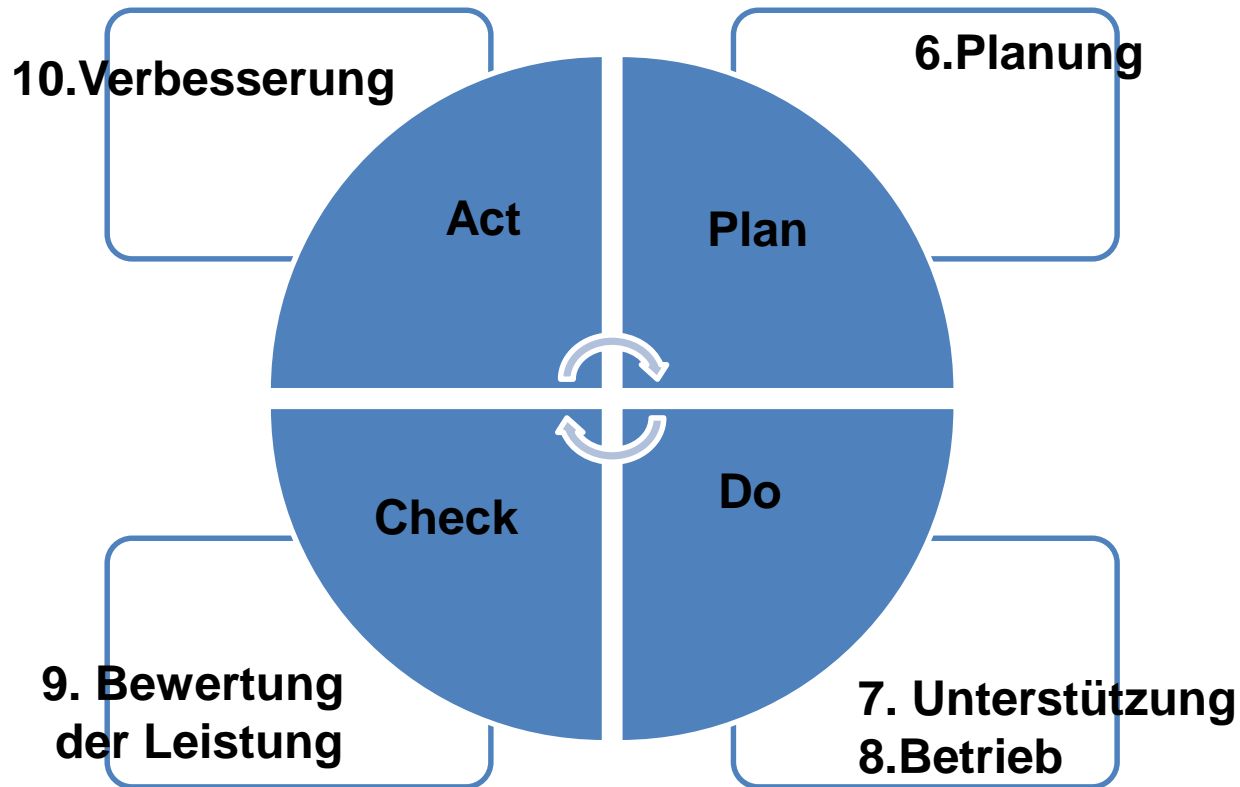 10.Verbesserung
6.Planung
Act
Plan
Check
Do
9. Bewertung
der Leistung
7. Unterstützung
8.Betrieb